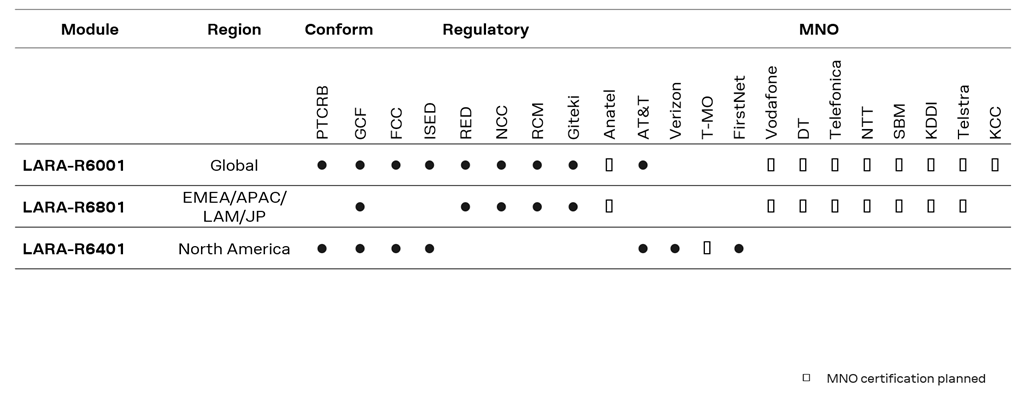 Module Region Conform Regulatory MNO
PTCRB GCF FCC ISED RED NCC RCM Giteki Anatel AT&T Verizon T-MO FirstNet Vodafone DT Telefonica NTT SBM KDDI Telstra KCC
LARA-R6001 Global ● ● ● ● ● ● ● ● ▯ ● ▯ ▯ ▯ ▯ ▯ ▯ ▯ ▯
LARA-R6801 EMEA/APAC/
LAM/JP ● ● ● ● ● ▯ ▯ ▯ ▯ ▯ ▯ ▯ ▯
LARA-R6401 North America ● ● ● ● ● ● ▯ ●
▯ MNO certification planned